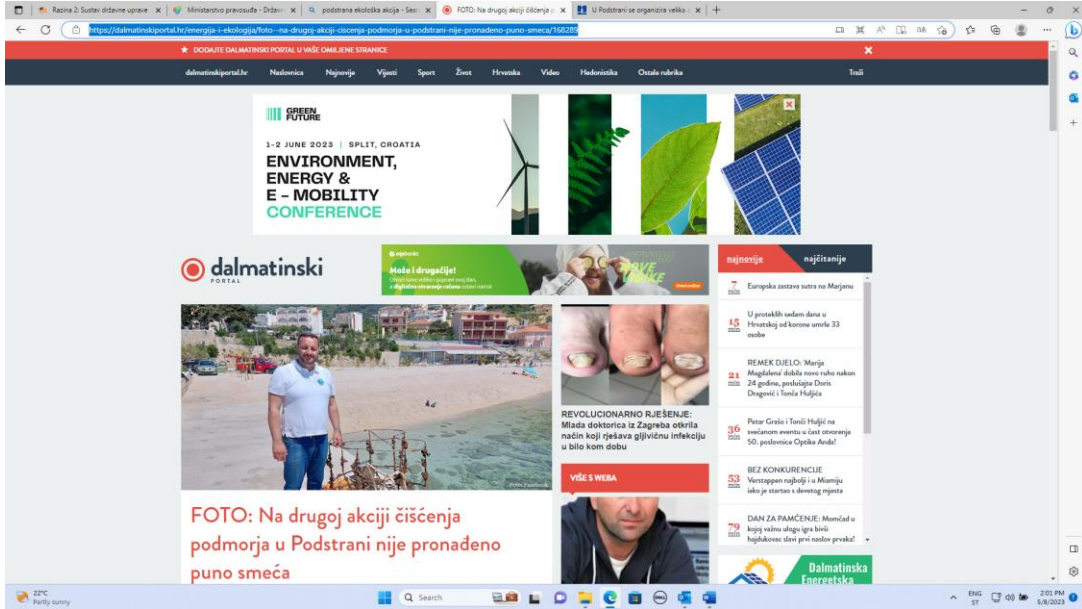 Razina 2: Sustav državne uprave
Ministarstvo pravosuđa - Državn
podstrana ekološka akcija - Sear
FOTO: Na drugoj akciji čišćenja p
U Podstrani se organizira velika
https://dalmatinskiportal.hr/energija-i-ekologija/foto--na-drugoj-akciji-ciscenja-podmorja-u-podstrani-nije-pronadeno-puno-smeca/168289
DODAJTE DALMATINSKI PORTAL U VAŠE OMILJENE STRANICE
dalmatinskiportal.hr Naslovnica Najnovije Vijesti Sport Život Hrvatska Video Hedonistika Ostale rubrike Traži
GREEN
FUTURE
1-2 JUNE 2023 | SPLIT, CROATIA
ENVIRONMENT,
ENERGY &
E – MOBILITY
CONFERENCE
dalmatinski
PORTAL
Može i drugačije!
najnovije najčitanije
7 min Europska zastava sutra na Marjanu
15 min U proteklih sedam dana u
Hrvatskoj od korone umrle 33
osobe
21 min REMEK DJELO: 'Marija
Magdalena' dobila novo ruho nakon
24 godine, poslušajte Doris
Dragović i Tonča Huljića
36 min Petar Grašo i Tonči Huljić na
svečanom eventu u čast otvorenja
50. poslovnice Optike Anda!
53 min BEZ KONKURENCIJE
Verstappen najbolji i u Miamiju
iako je startao s devetog mjesta
79 min DAN ZA PAMĆENJE: Momčad u
kojoj važnu ulogu igra bivši
hajdukovac slavi prvi naslov prvaka!
REVOLUCIONARNO RJEŠENJE:
Mlada doktorica iz Zagreba otkrila
način koji rješava gljivičnu infekciju
u bilo kom dobu
VIŠE S WEBA
FOTO: Na drugoj akciji čišćenja
podmorja u Podstrani nije pronađeno
puno smeća
Dalmatinska
Energetska
22°C
Partly sunny
Search
ENG
ST
2:01 PM
5/8/2023